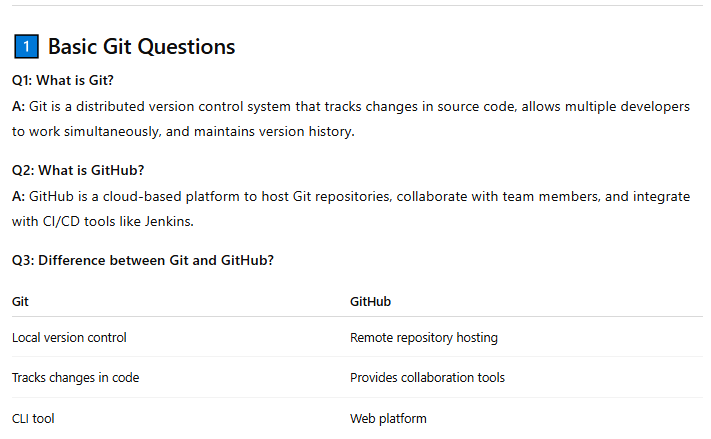 1 Basic Git Questions
Q1: What is Git?
A: Git is a distributed version control system that tracks changes in source code, allows multiple developers
to work simultaneously, and maintains version history.
Q2: What is GitHub?
A: GitHub is a cloud-based platform to host Git repositories, collaborate with team members, and integrate
with CI/CD tools like Jenkins.
Q3: Difference between Git and GitHub?
Git GitHub
Local version control Remote repository hosting
Tracks changes in code Provides collaboration tools
CLI tool Web platform